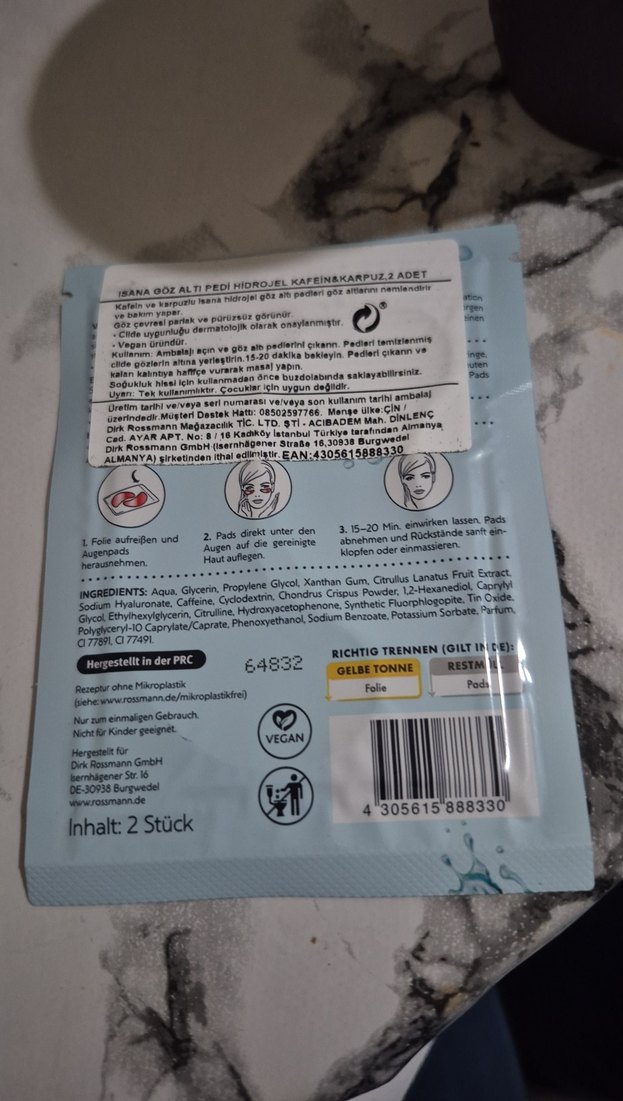 ISANA GÖZ ALTI PEDİ HİDROJEL KAFEİN&KARPUZ,2 ADET
Kafein ve karpuzlu Isana hidrojel göz altı pedleri göz altlarını nemlendirir
ve bakım yapar.
Göz çevresi parlak ve pürüzsüz görünür.
- Cilde uygunluğu dermatolojik olarak onaylanmıştır.
- Vegan üründür.
Kullanım: Ambalajı açın ve göz altı pedlerini çıkarın. Pedleri temizlenmiş
cilde gözlerin altına yerleştirin.15-20 dakika bekleyin. Pedleri çıkarın ve
kalan kalıntıya hafifçe vurarak masaj yapın.
Soğukluk hissi için kullanmadan önce buzdolabında saklayabilirsiniz.
Uyarı: Tek kullanımlıktır. Çocuklar için uygun değildir.
Üretim tarihi ve/veya seri numarası ve/veya son kullanım tarihi ambalaj
üzerindedir.Müşteri Destek Hattı: 08502597766. Menşe ülke:ÇİN /
Dirk Rossmann Mağazacılık TİC. LTD. ŞTİ - ACIBADEM Mah. DİNLENÇ
Cad. AYAR APT. No: 8 / 16 Kadıköy İstanbul Türkiye tarafından Almanya
Dirk Rossmann GmbH (Isernhägener Straße 16,30938 Burgwedel
ALMANYA) şirketinden ithal edilmiştir. EAN:4305615888330
ation
rgen
einen
inge,
uten
Pads
1. Folie aufreißen und
Augenpads
herausnehmen.
2. Pads direkt unter den
Augen auf die gereinigte
Haut auflegen.
3. 15–20 Min. einwirken lassen. Pads
abnehmen und Rückstände sanft ein-
klopfen oder einmassieren.
INGREDIENTS: Aqua, Glycerin, Propylene Glycol, Xanthan Gum, Citrullus Lanatus Fruit Extract,
Sodium Hyaluronate, Caffeine, Cyclodextrin, Chondrus Crispus Powder, 1,2-Hexanediol, Caprylyl
Glycol, Ethylhexylglycerin, Citrulline, Hydroxyacetophenone, Synthetic Fluorphlogopite, Tin Oxide,
Polyglyceryl-10 Caprylate/Caprate, Phenoxyethanol, Sodium Benzoate, Potassium Sorbate, Parfum,
CI 77891, CI 77491.
Hergestellt in der PRC
64832
RICHTIG TRENNEN (GILT IN DE):
GELBE TONNE
Folie
RESTMÜLL
Pads
Rezeptur ohne Mikroplastik
(siehe: www.rossmann.de/mikroplastikfrei)
Nur zum einmaligen Gebrauch.
Nicht für Kinder geeignet.
VEGAN
Hergestellt für
Dirk Rossmann GmbH
Isernhägener Str. 16
DE-30938 Burgwedel
www.rossmann.de
Inhalt: 2 Stück
4 305615 888330